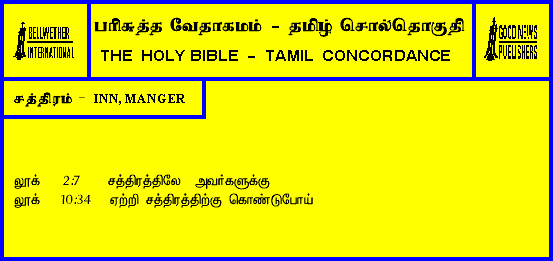 BELLWETHER
INTERNATIONAL
பரிசுத்த வேதாகமம் - தமிழ் சொல்தொகுதி
THE HOLY BIBLE - TAMIL CONCORDANCE
GOOD NEWS
PUBLISHERS
சத்திரம் - INN, MANGER
லூக் 2:7 சத்திரத்திலே அவர்களுக்கு
லூக் 10:34 ஏற்றி சத்திரத்திற்கு கொண்டுபோய்